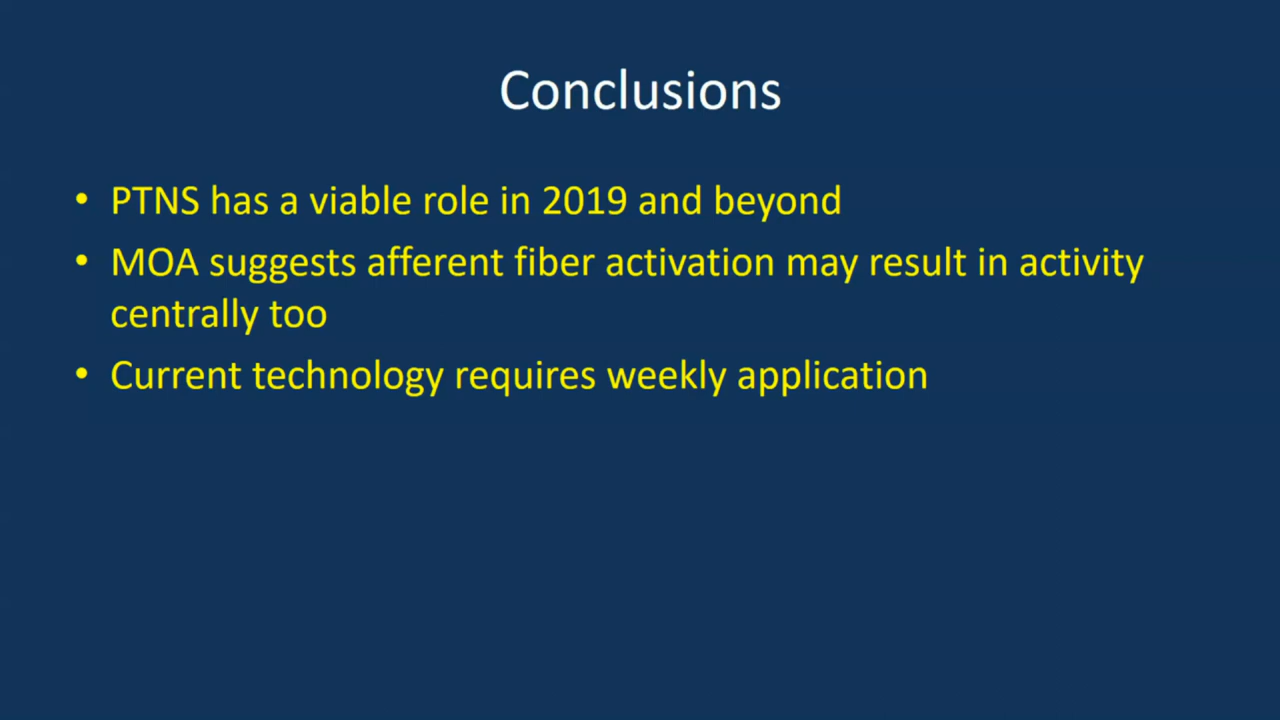 Conclusions
• PTNS has a viable role in 2019 and beyond
• MOA suggests afferent fiber activation may result in activity
centrally too
• Current technology requires weekly application